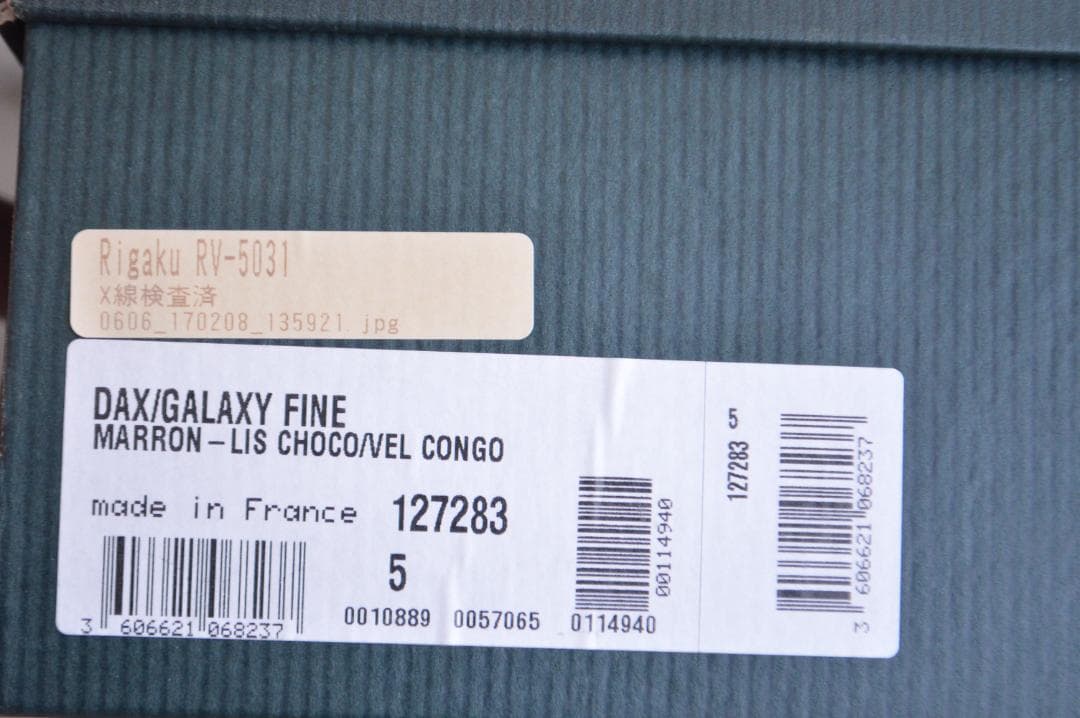 Rigaku RV-5031
X線検査済
0606_170208_135921.jpg
DAX/GALAXY FINE
MARRON-LIS CHOCO/VEL CONGO
made in France 127283
5
3 606621 068237
0010889 0057065 0114940
00114940
127283 5
3 606621 068237